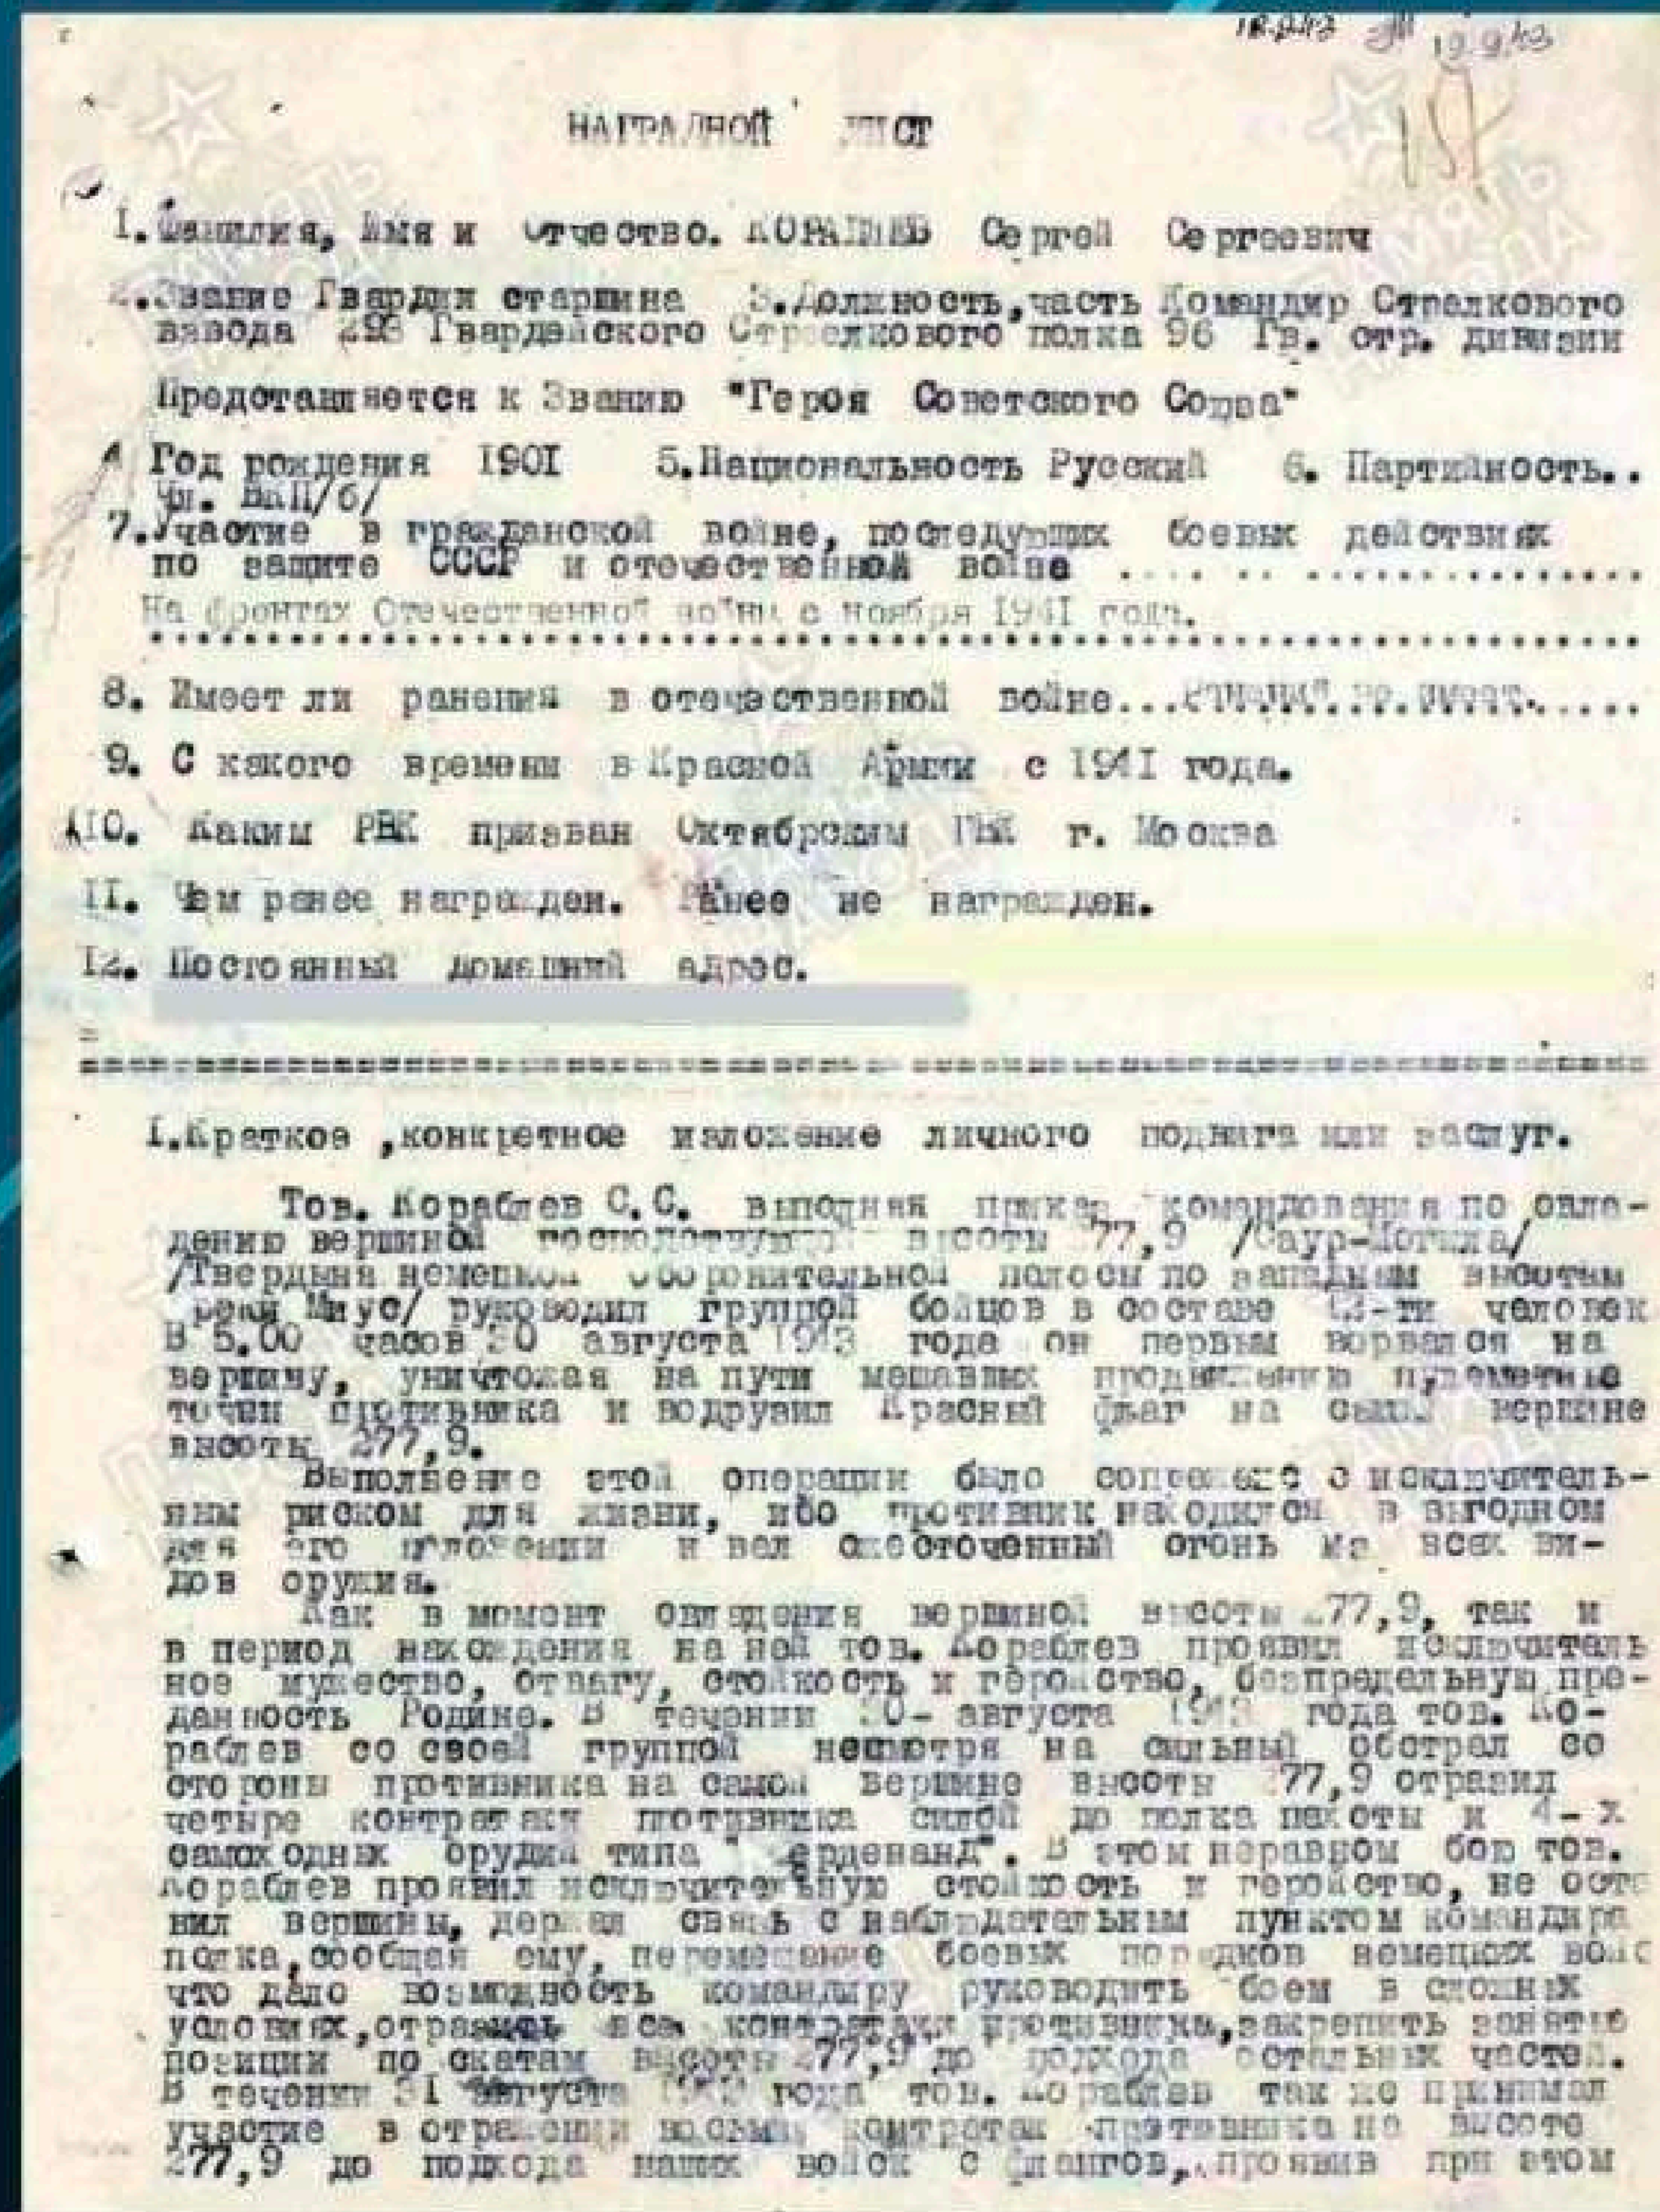 19.9.43
НАГРАДНОЙ ЛИСТ
1. Фамилия, Имя и Отчество. КОРАБЛЕВ Сергей Сергеевич
2. Звание Гвардии старшина 3. Должность, часть Командир Стрелкового
взвода 293 Гвардейского Стрелкового полка 96 Гв. стр. дивизии
Представляется к Званию "Героя Советского Союза"
4 Год рождения 1901 5. Национальность Русский 6. Партийность..
Чл. ВКП/б/
7. Участие в гражданской войне, последующих боевых действиях
по защите СССР и отечественной войне
На фронтах Отечественной войны с ноября 1941 года.
8. Имеет ли ранения в отечественной войне...Ранений не имеет.
9. С какого времени в Красной Армии с 1941 года.
10. Каким РВК призван Октябрским РВК г. Москва
11. Чем ранее награжден. Ранее не награжден.
12. Постоянный домашний адрес.
1. Краткое, конкретное изложение личного подвига или заслуг.
Тов. Кораблев С.С. выполняя приказ командования по овла-
дению вершиной господствующей высоты 277,9 /Саур-Могила/
/Твердыня немецкой оборонительной полосы по западным высотам
реки Миус/ руководил группой бойцов в составе человек
В 5.00 часов 30 августа 1943 года он первым ворвался на
вершину, уничтожая на пути мешавших продвижению пулеметные
точки противника и водрузил Красный флаг на самой вершине
высоты 277,9.
Выполнение этой операции было сопряжено с исключитель-
ным риском для жизни, ибо противник находился в выгодном
для его положении и вел ожесточенный огонь из всех ви-
дов оружия.
Как в момент овладения вершиной высоты 277,9, так и
в период нахождения на ней тов. Кораблев проявил исключитель
ное мужество, отвагу, стойкость и геройство, безпредельную пре-
данность Родине. В течении 30- августа 1943 года тов. Ко-
раблев со своей группой несмотря на сильный обстрел со
стороны противника на самой вершине высоты 277,9 отразил
четыре контратаки противника силой до полка пехоты и 4-х
самоходных орудий типа "Ферденанд". В этом неравном бою тов.
Кораблев проявил исключительную стойкость и геройство, не оста
вил вершины, держал связь с наблюдательным пунктом командира
полка, сообщая ему, перемещение боевых порядков немецких войс
что дало возможность командиру руководить боем в сложных
условиях, отразить все контратаки противника, закрепить занятые
позиции по скатам высоты 277,9 до подхода остальных частей.
В течении 31 августа 1943 года тов. Кораблев так же принимал
участие в отражении восьми контратак противника на высоте
277,9 до подхода наших войск с флангов, проявив при этом